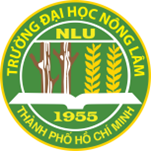 TRƯỜNG ĐẠI HỌC NÔNG LÂM
NLU
1955
THÀNH PHỐ HỒ CHÍ MINH